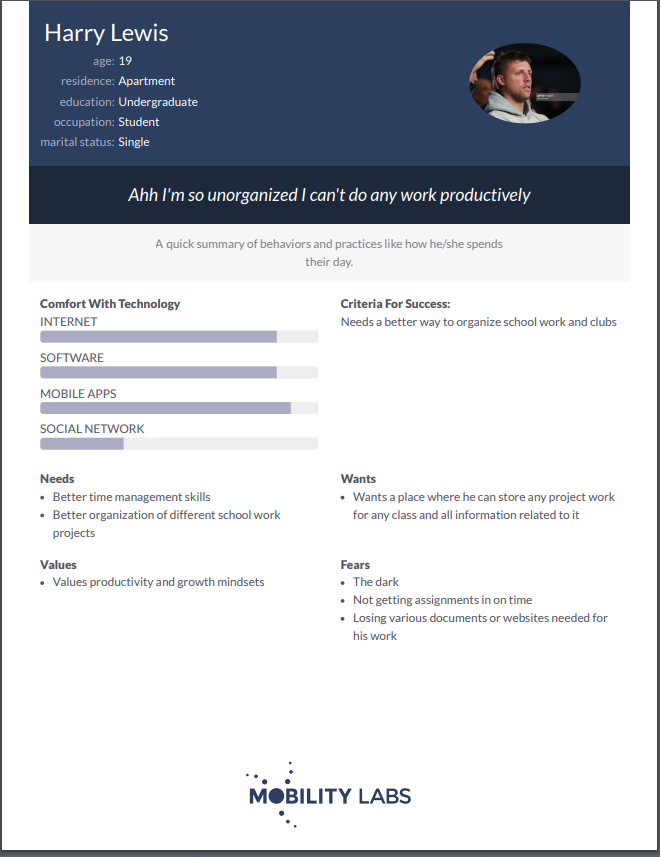 Harry Lewis
age: 19
residence: Apartment
education: Undergraduate
occupation: Student
marital status: Single
Ahh I'm so unorganized I can't do any work productively
A quick summary of behaviors and practices like how he/she spends
their day.
Comfort With Technology
INTERNET
SOFTWARE
MOBILE APPS
SOCIAL NETWORK
Criteria For Success:
Needs a better way to organize school work and clubs
Needs
• Better time management skills
• Better organization of different school work
projects
Wants
• Wants a place where he can store any project work
for any class and all information related to it
Values
• Values productivity and growth mindsets
Fears
• The dark
• Not getting assignments in on time
• Losing various documents or websites needed for
his work
MOBILITY LABS